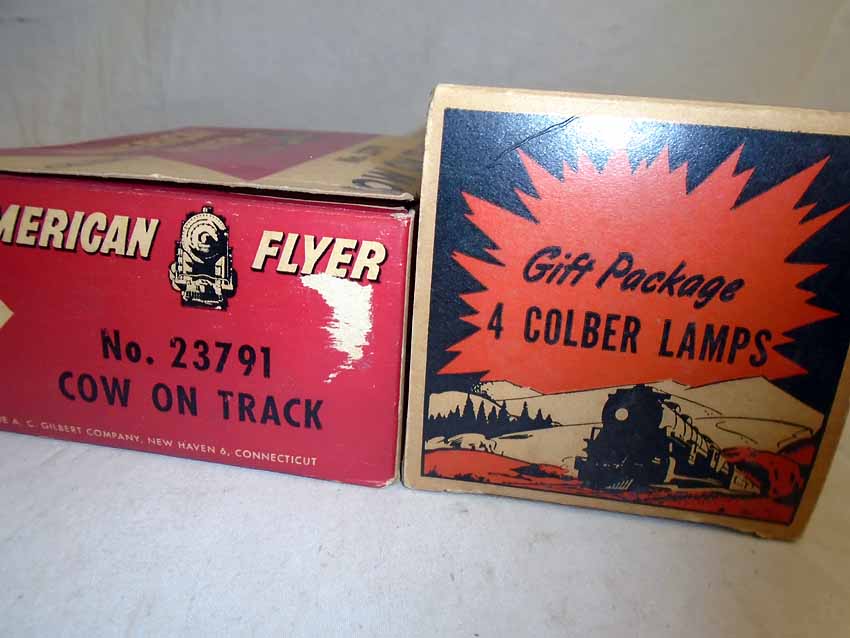 MERICAN FLYER
No. 23791
COW ON TRACK
E A. C. GILBERT COMPANY, NEW HAVEN 6, CONNECTICUT
Gift Package
4 COLBER LAMPS